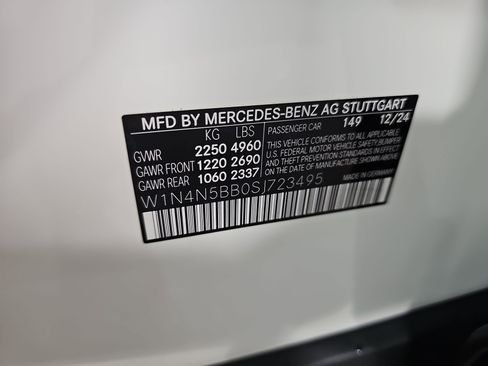 MFD BY MERCEDES-BENZ AG STUTTGART
KG LBS
149 12/24
PASSENGER CAR
GVWR 2250 4960
GAWR FRONT 1220 2690
GAWR REAR 1060 2337
THIS VEHICLE CONFORMS TO ALL APPLICABLE
U.S. FEDERAL MOTOR VEHICLE SAFETY, BUMPER,
AND THEFT PREVENTION STANDARDS IN EFFECT
ON THE DATE OF MANUFACTURE SHOWN ABOVE.
W1N4N5BB0SJ723495
MADE IN GERMANY